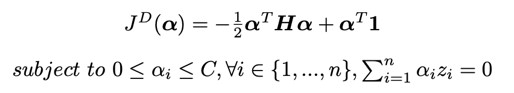 J^D(α) = −½α^T Hα + α^T 1
subject to 0 ≤ α_i ≤ C, ∀i ∈ {1, ..., n}, ∑_{i=1}^{n} α_i z_i = 0